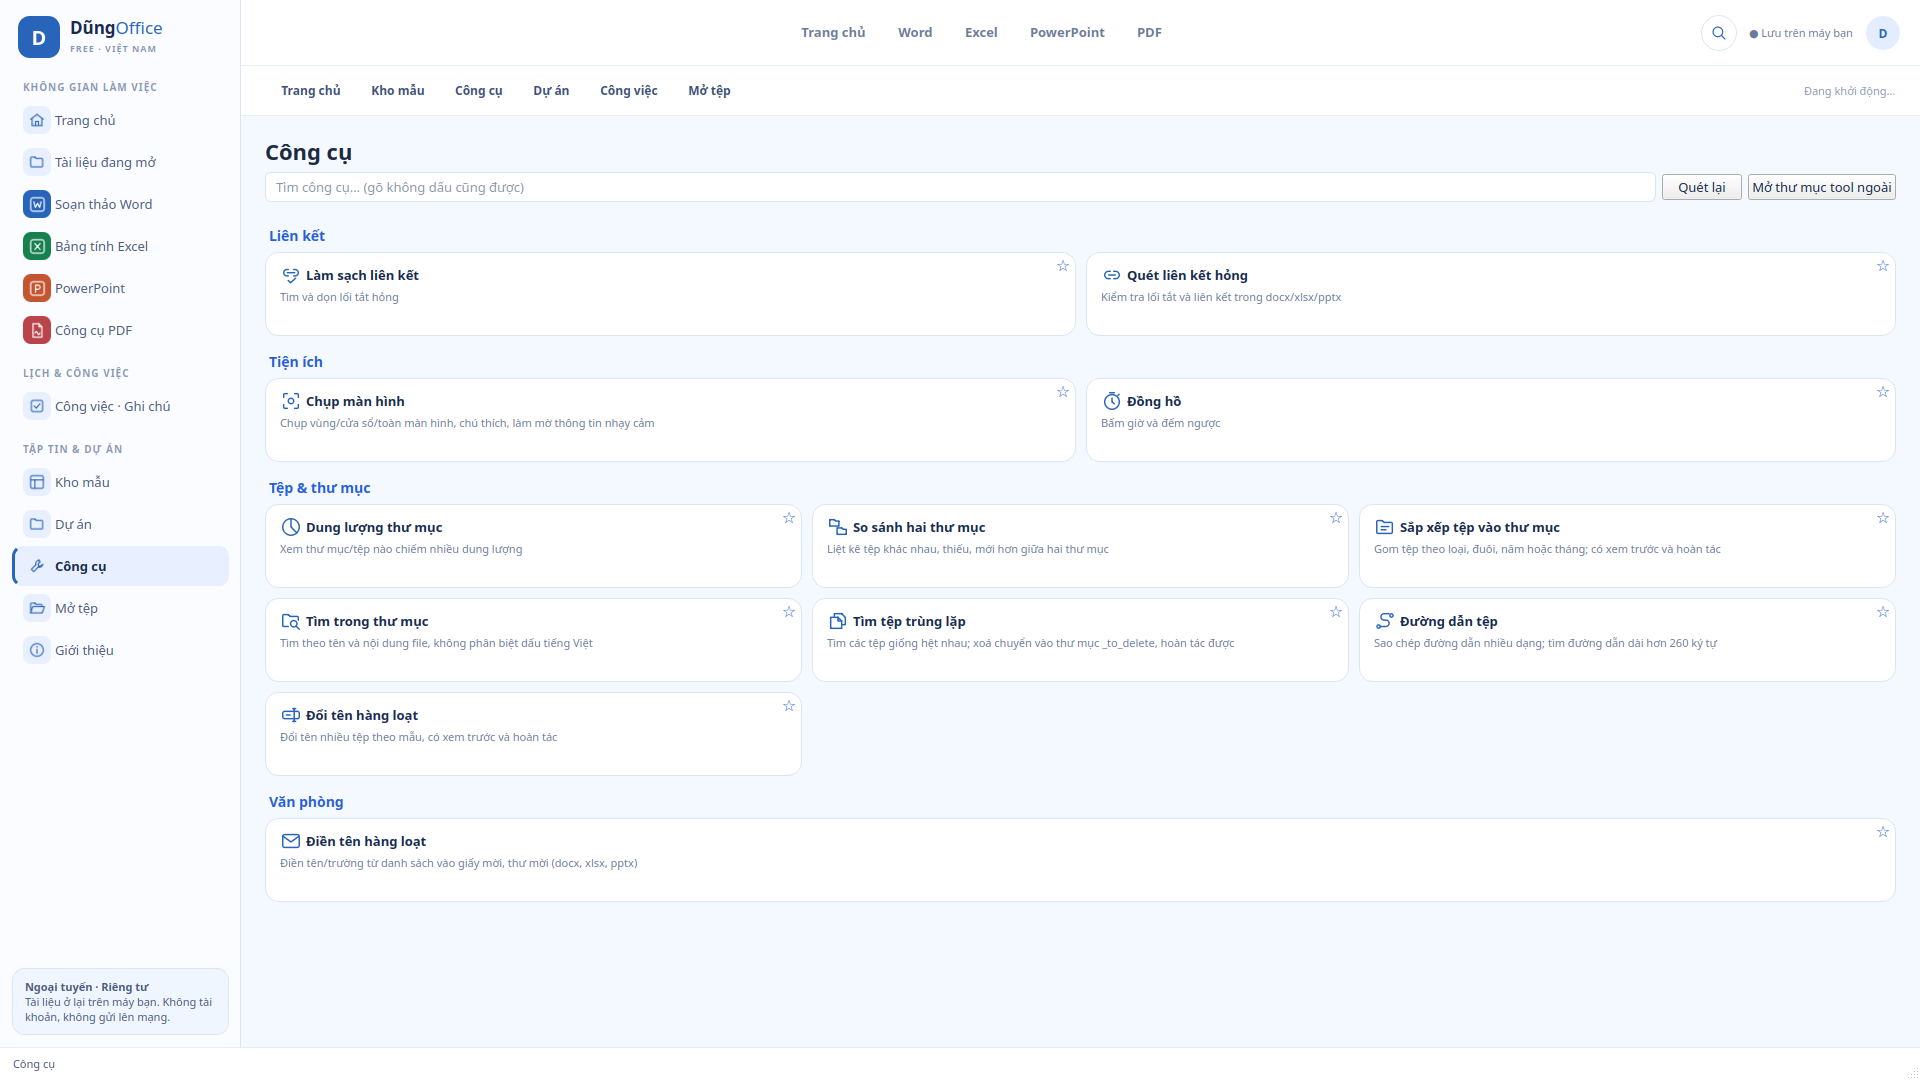 D
DũngOffice
FREE · VIỆT NAM
KHÔNG GIAN LÀM VIỆC
Trang chủ
Tài liệu đang mở
Soạn thảo Word
Bảng tính Excel
PowerPoint
Công cụ PDF
LỊCH & CÔNG VIỆC
Công việc · Ghi chú
TẬP TIN & DỰ ÁN
Kho mẫu
Dự án
Công cụ
Mở tệp
Giới thiệu
Ngoại tuyến · Riêng tư
Tài liệu ở lại trên máy bạn. Không tài
khoản, không gửi lên mạng.
Công cụ
Trang chủ Word Excel PowerPoint PDF
Lưu trên máy bạn D
Trang chủ Kho mẫu Công cụ Dự án Công việc Mở tệp
Đang khởi động...
Công cụ
Tìm công cụ... (gõ không dấu cũng được)
Quét lại
Mở thư mục tool ngoài
Liên kết
Làm sạch liên kết
Tìm và dọn lối tắt hỏng
Quét liên kết hỏng
Kiểm tra lối tắt và liên kết trong docx/xlsx/pptx
Tiện ích
Chụp màn hình
Chụp vùng/cửa sổ/toàn màn hình, chú thích, làm mờ thông tin nhạy cảm
Đồng hồ
Bấm giờ và đếm ngược
Tệp & thư mục
Dung lượng thư mục
Xem thư mục/tệp nào chiếm nhiều dung lượng
So sánh hai thư mục
Liệt kê tệp khác nhau, thiếu, mới hơn giữa hai thư mục
Sắp xếp tệp vào thư mục
Gom tệp theo loại, đuôi, năm hoặc tháng; có xem trước và hoàn tác
Tìm trong thư mục
Tìm theo tên và nội dung file, không phân biệt dấu tiếng Việt
Tìm tệp trùng lặp
Tìm các tệp giống hệt nhau; xoá chuyển vào thư mục _to_delete, hoàn tác được
Đường dẫn tệp
Sao chép đường dẫn nhiều dạng; tìm đường dẫn dài hơn 260 ký tự
Đổi tên hàng loạt
Đổi tên nhiều tệp theo mẫu, có xem trước và hoàn tác
Văn phòng
Điền tên hàng loạt
Điền tên/trường từ danh sách vào giấy mời, thư mời (docx, xlsx, pptx)